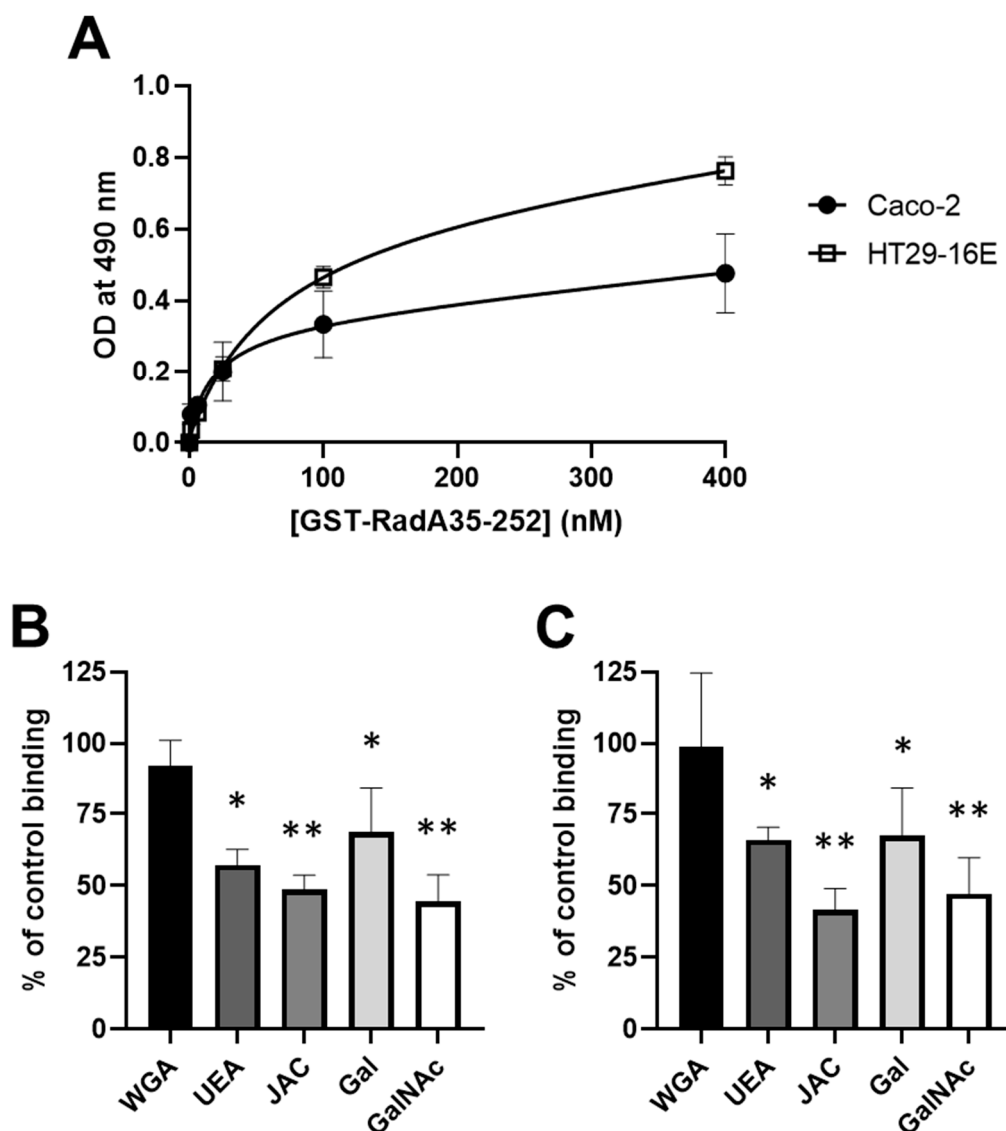 A
1.0
0.8
0.6
0.4
0.2
0.0
OD at 490 nm
0 100 200 300 400
[GST-RadA35-252] (nM)
Caco-2
HT29-16E
B
125
100
75
50
25
0
% of control binding
* ** * **
WGA UEA JAC Gal GalNAc
C
125
100
75
50
25
0
% of control binding
* ** * **
WGA UEA JAC Gal GalNAc